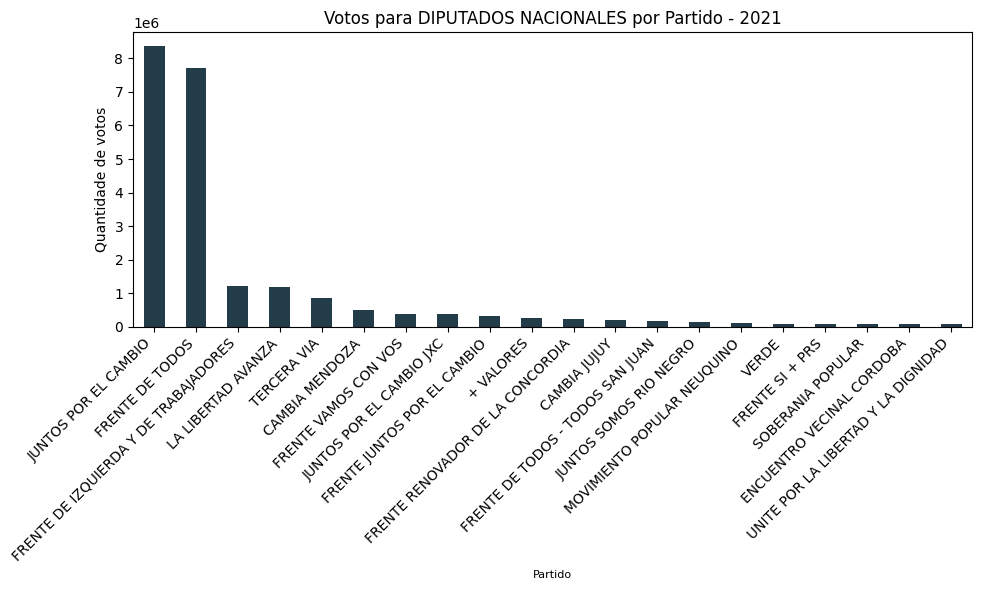 Votos para DIPUTADOS NACIONALES por Partido - 2021
1e6
Quantidade de votos
8
7
6
5
4
3
2
1
0
JUNTOS POR EL CAMBIO
FRENTE DE TODOS
FRENTE DE IZQUIERDA Y DE TRABAJADORES
LA LIBERTAD AVANZA
TERCERA VIA
CAMBIA MENDOZA
FRENTE VAMOS CON VOS
JUNTOS POR EL CAMBIO JXC
FRENTE JUNTOS POR EL CAMBIO
+ VALORES
FRENTE RENOVADOR DE LA CONCORDIA
CAMBIA JUJUY
FRENTE DE TODOS - TODOS SAN JUAN
JUNTOS SOMOS RIO NEGRO
MOVIMIENTO POPULAR NEUQUINO
VERDE
FRENTE SI + PRS
SOBERANIA POPULAR
ENCUENTRO VECINAL CORDOBA
UNITE POR LA LIBERTAD Y LA DIGNIDAD
Partido